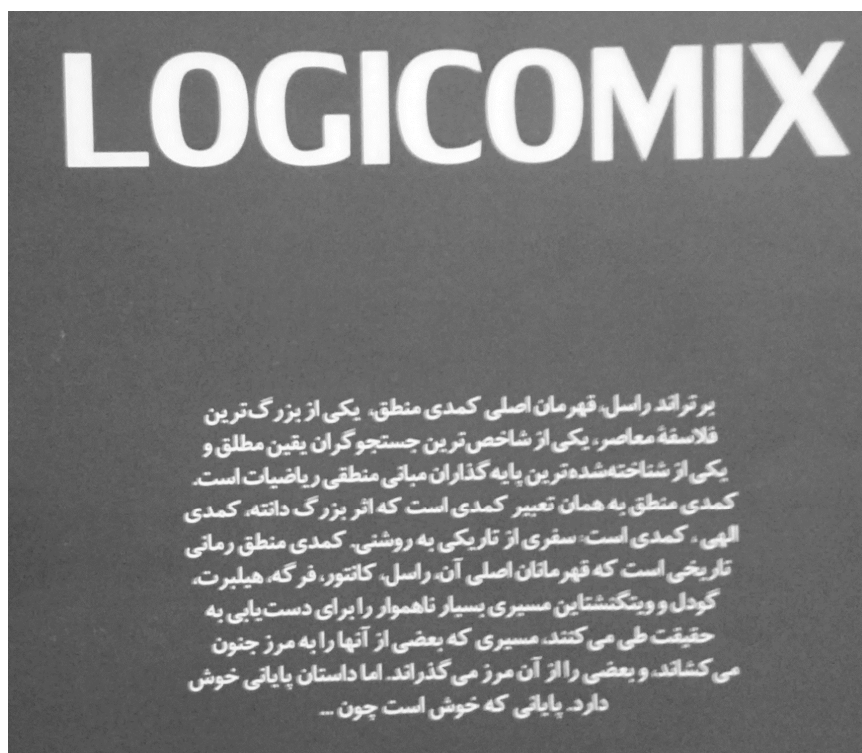 LOGICOMIX
برتراند راسل، قهرمان اصلی کمدی منطق، یکی از بزرگ‌ترین
فلاسفهٔ معاصر، یکی از شاخص‌ترین جستجوگران یقین مطلق و
یکی از شناخته‌شده‌ترین پایه‌گذاران مبانی منطقی ریاضیات است.
کمدی منطق به همان تعبیر کمدی است که اثر بزرگ دانته، کمدی
الهی، کمدی است، سفری از تاریکی به روشنی. کمدی منطق رمانی
تاریخی است که قهرمانان اصلی آن، راسل، کانتور، فرگه، هیلبرت،
گودل و ویتگنشتاین مسیری بسیار ناهموار را برای دست‌یابی به
حقیقت طی می‌کنند، مسیری که بعضی از آنها را به مرز جنون
می‌کشاند، و بعضی را از آن مرز می‌گذراند. اما داستان پایانی خوش
دارد. پایانی که خوش است چون ...